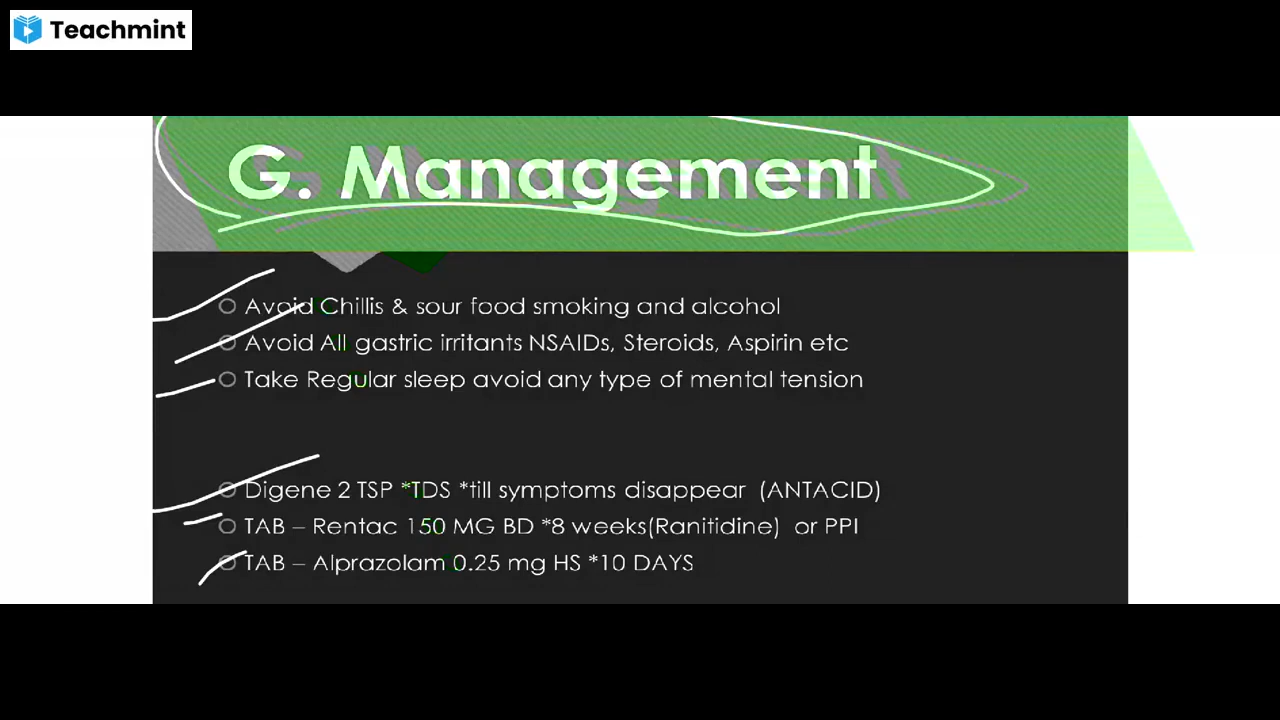 Teachmint
G. Management
Avoid Chillis & sour food smoking and alcohol
Avoid All gastric irritants NSAIDs, Steroids, Aspirin etc
Take Regular sleep avoid any type of mental tension
Digene 2 TSP *TDS *till symptoms disappear (ANTACID)
TAB – Rentac 150 MG BD *8 weeks(Ranitidine) or PPI
TAB – Alprazolam 0.25 mg HS *10 DAYS